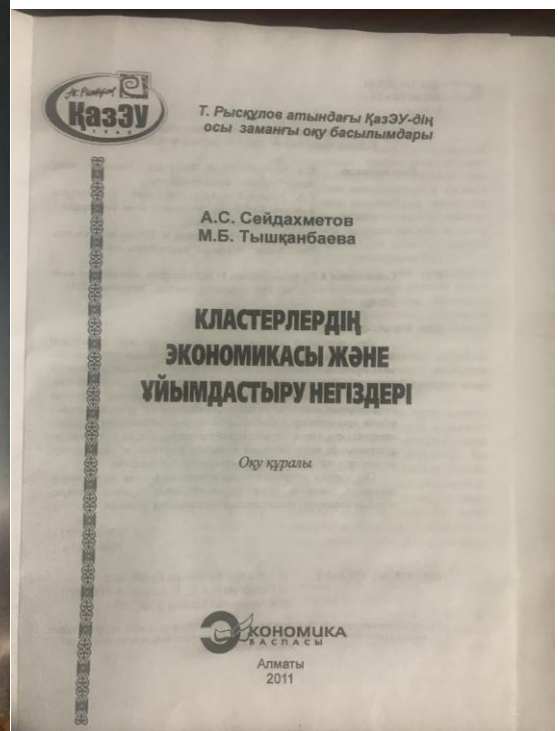 ҚазЭУ
Т. Рысқұлов атындағы ҚазЭУ-дің
осы заманғы оқу басылымдары
А.С. Сейдахметов
М.Б. Тышқанбаева
КЛАСТЕРЛЕРДІҢ
ЭКОНОМИКАСЫ ЖӘНЕ
ҰЙЫМДАСТЫРУ НЕГІЗДЕРІ
Оқу құралы
ЭКОНОМИКА
БАСПАСЫ
Алматы
2011